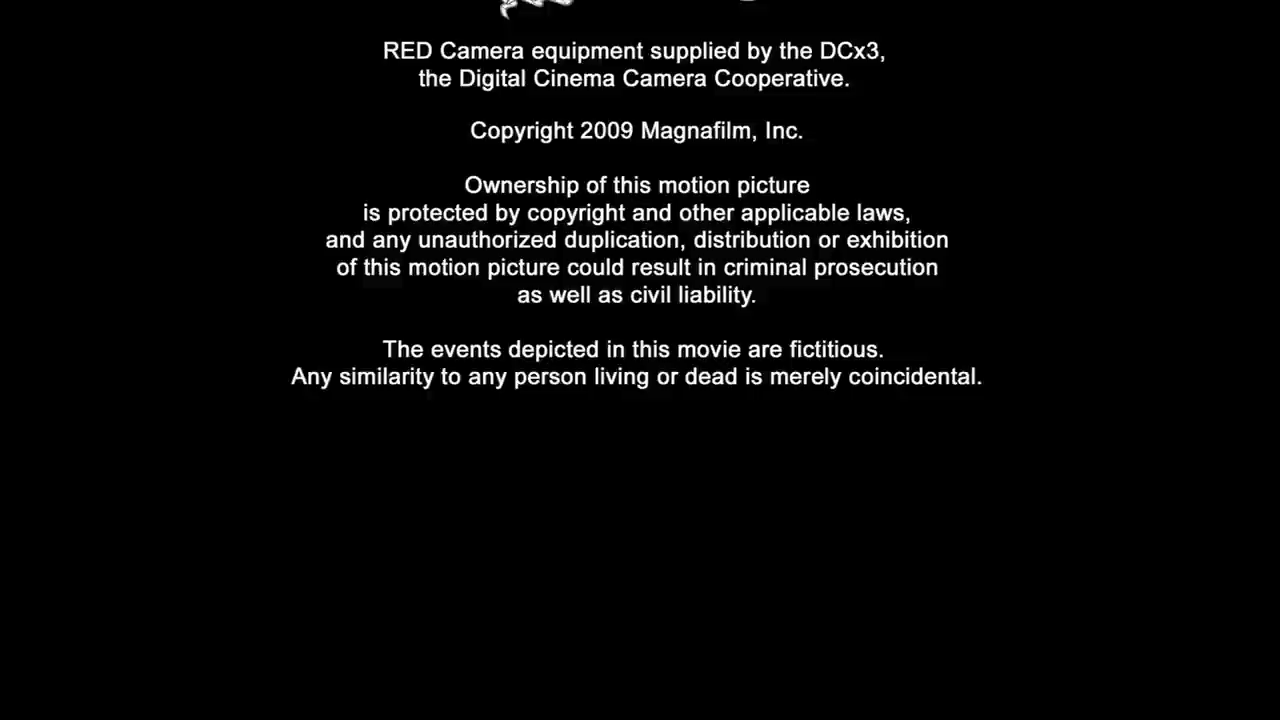 RED Camera equipment supplied by the DCx3,
the Digital Cinema Camera Cooperative.
Copyright 2009 Magnafilm, Inc.
Ownership of this motion picture
is protected by copyright and other applicable laws,
and any unauthorized duplication, distribution or exhibition
of this motion picture could result in criminal prosecution
as well as civil liability.
The events depicted in this movie are fictitious.
Any similarity to any person living or dead is merely coincidental.